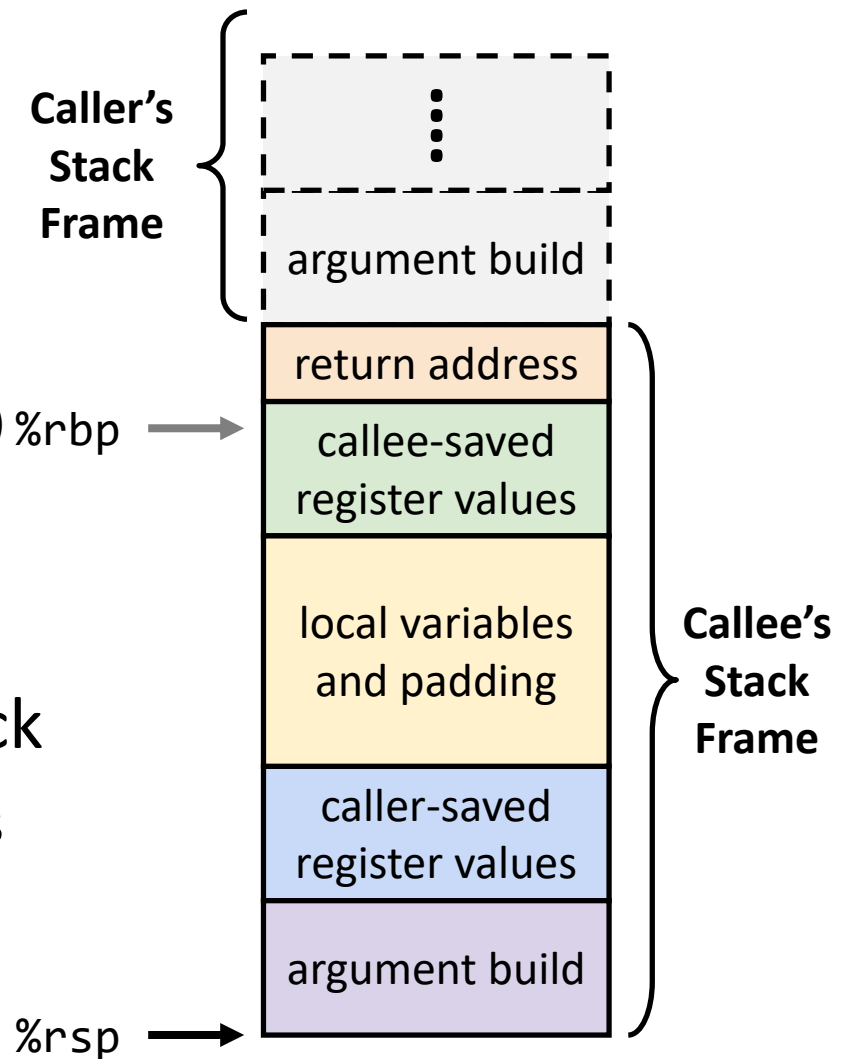 Caller’s
Stack
Frame
argument build
return address
) %rbp
callee-saved
register values
local variables
and padding
Callee’s
Stack
Frame
ck
s
caller-saved
register values
argument build
%rsp